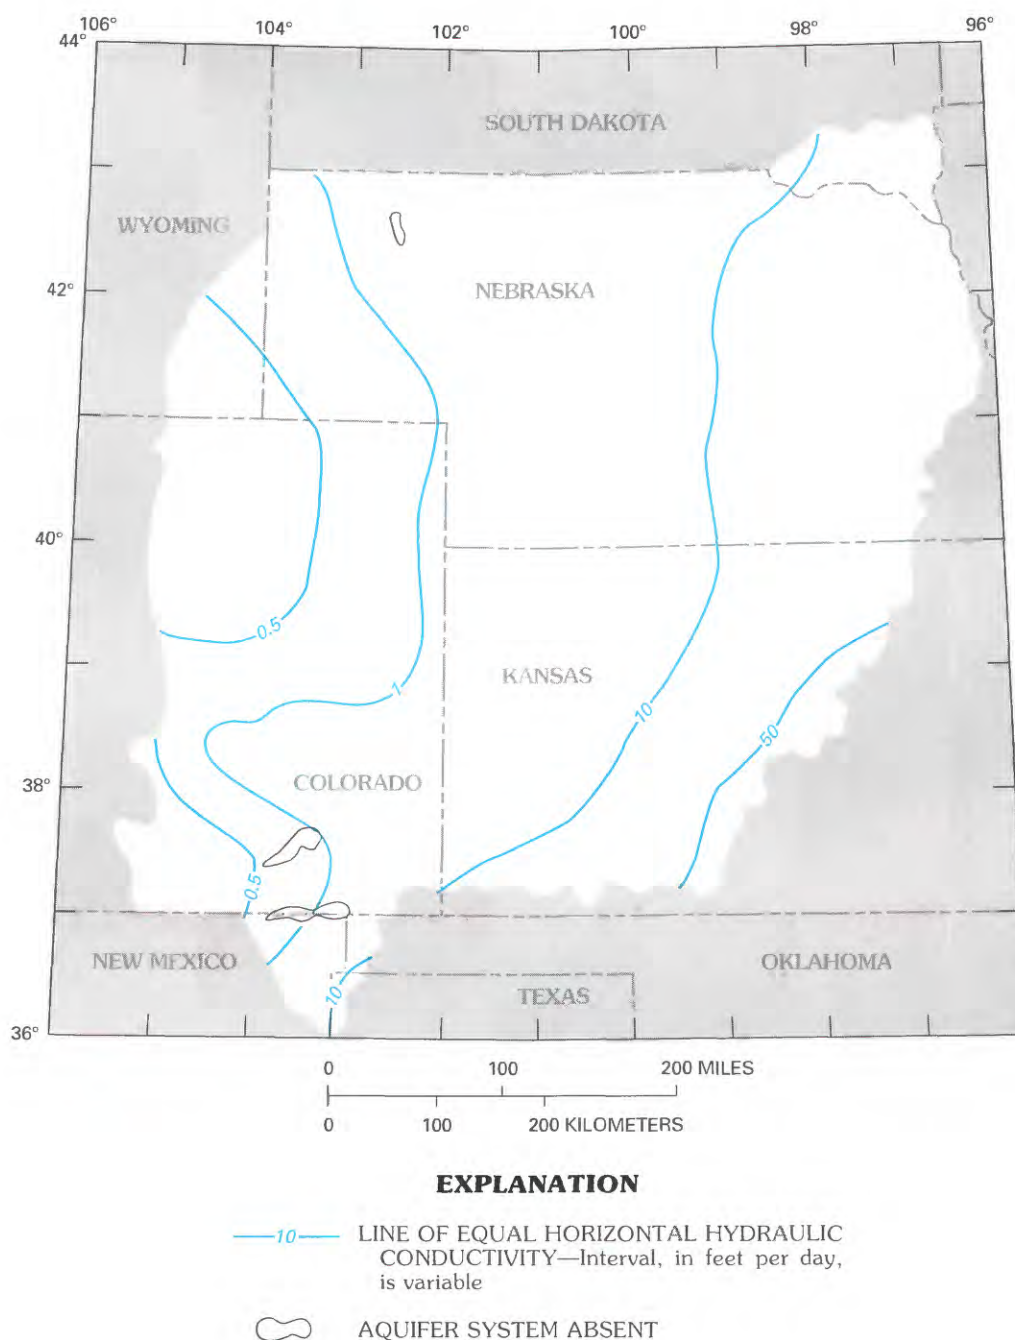 106°
104°
102°
100°
98°
96°
44°
SOUTH DAKOTA
WYOMING
42°
NEBRASKA
40°
0.5
KANSAS
1
10
50
COLORADO
38°
0.5
NEW MEXICO
OKLAHOMA
10
TEXAS
36°
0 100 200 MILES
0 100 200 KILOMETERS
EXPLANATION
10 LINE OF EQUAL HORIZONTAL HYDRAULIC
CONDUCTIVITY—Interval, in feet per day,
is variable
AQUIFER SYSTEM ABSENT